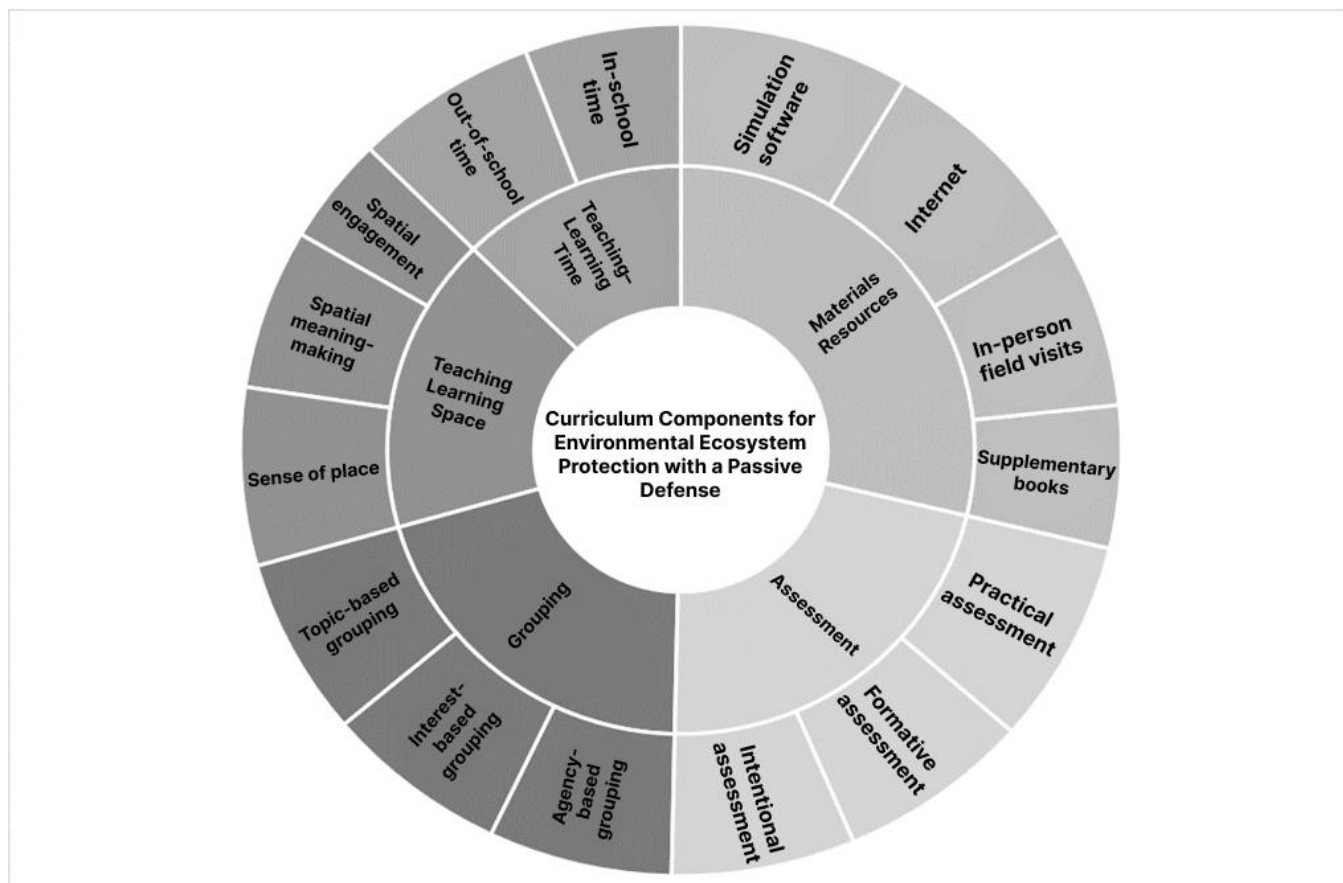 Curriculum Components for
Environmental Ecosystem
Protection with a Passive
Defense
Materials
Resources
Simulation
software
Internet
In-person
field visits
Supplementary
books
Assessment
Practical
assessment
Formative
assessment
Intentional
assessment
Grouping
Agency-
based
grouping
Interest-
based
grouping
Topic-based
grouping
Teaching
Learning
Space
Sense of place
Spatial
meaning-
making
Spatial
engagement
Teaching–
Learning
Time
Out-of-school
time
In-school
time